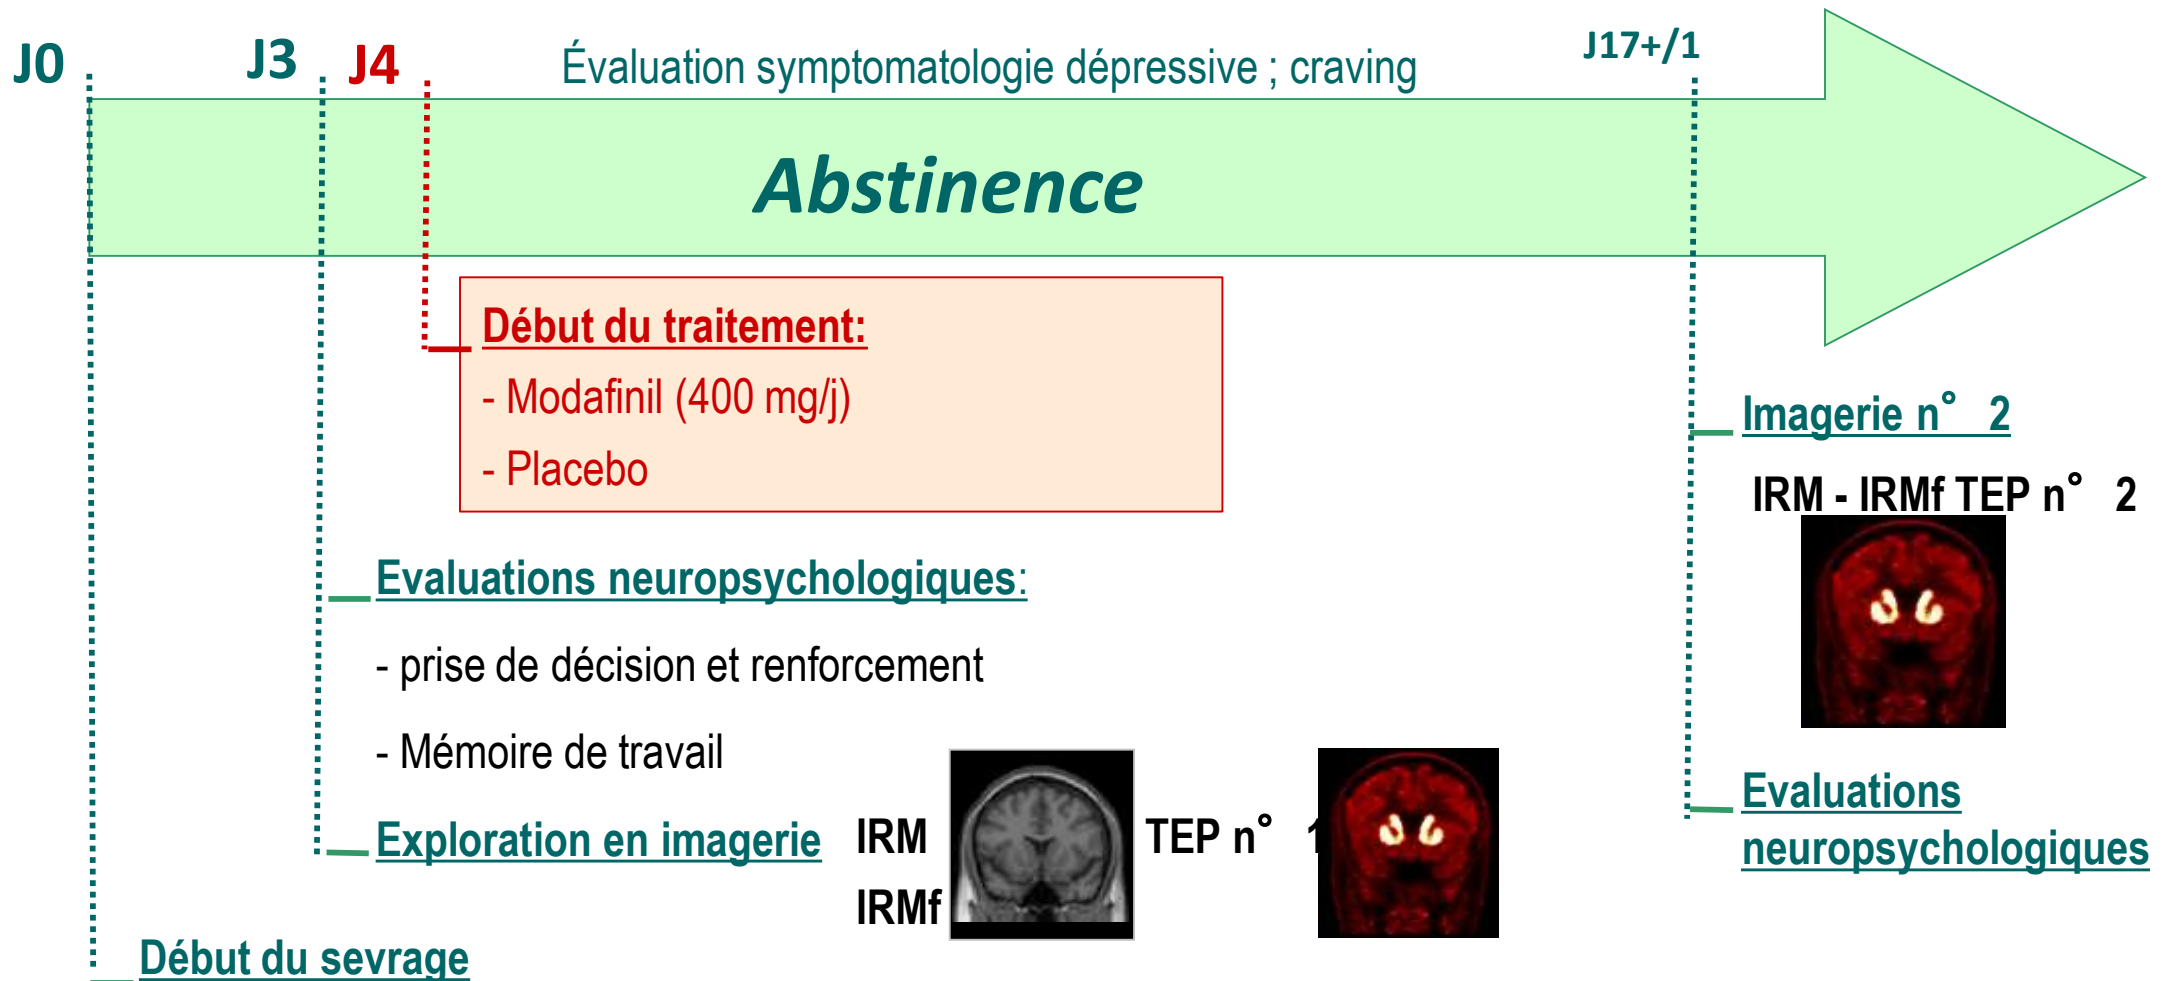 J0
J3
J4
Évaluation symptomatologie dépressive ; craving
J17+/1
Abstinence
Début du traitement:
- Modafinil (400 mg/j)
- Placebo
Imagerie n° 2
IRM - IRMf TEP n° 2
Evaluations neuropsychologiques:
- prise de décision et renforcement
- Mémoire de travail
Exploration en imagerie
IRM
IRMf
TEP n° 1
Evaluations
neuropsychologiques
Début du sevrage